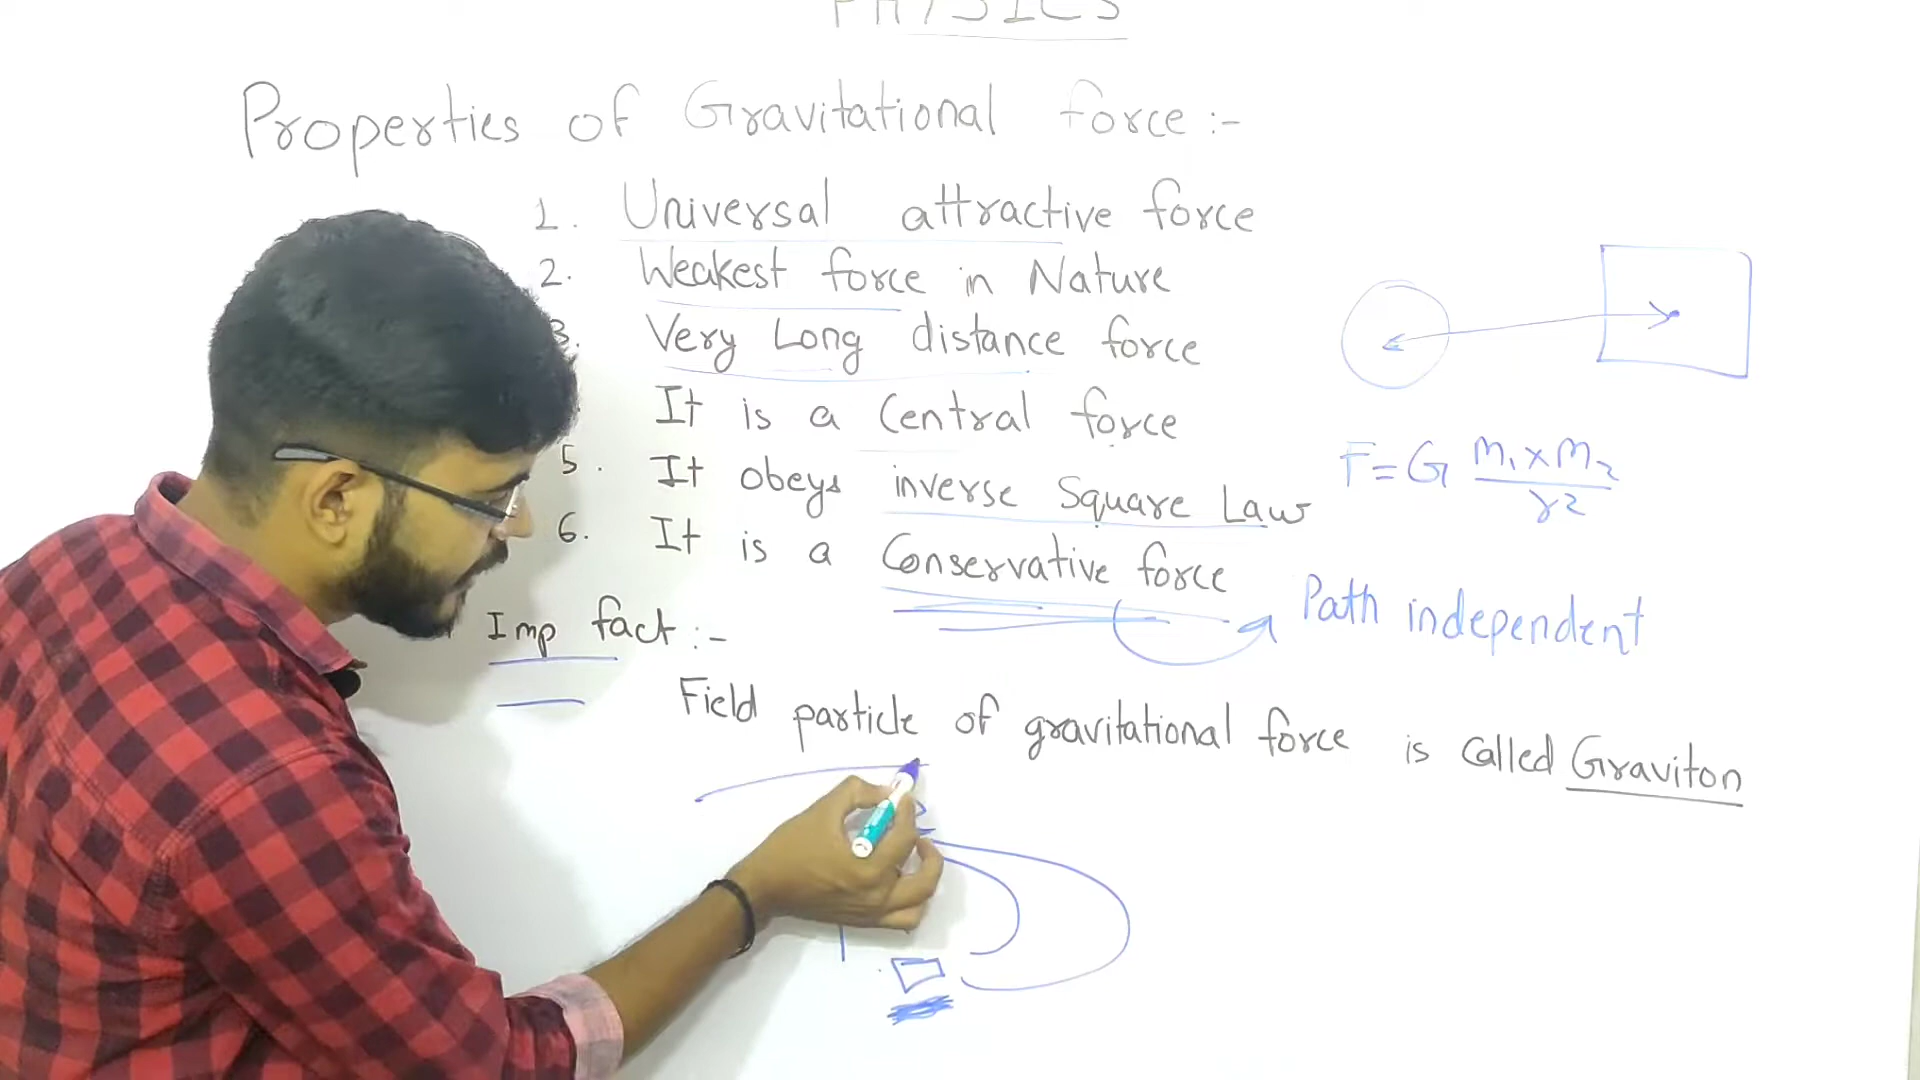 PHYSICS
Properties of Gravitational force :-
1. Universal attractive force
2. Weakest force in Nature
3. Very Long distance force
It is a Central force
5. It obeys inverse Square Law
6. It is a Conservative force
F = G m₁ × m₂ / r²
Path independent
Imp fact :-
Field particle of gravitational force is called Graviton